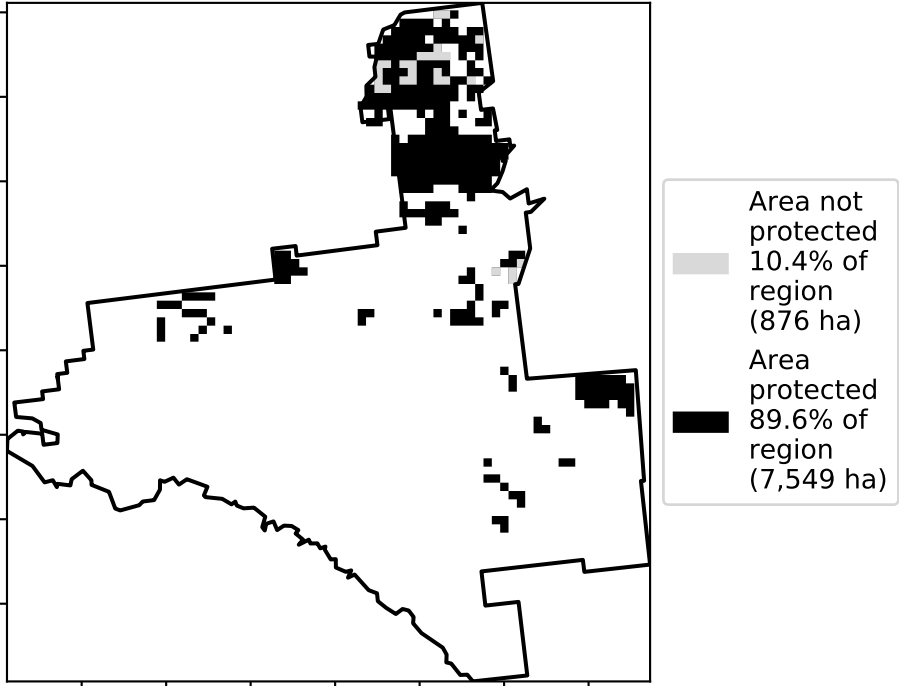 Area not
protected
10.4% of
region
(876 ha)
Area
protected
89.6% of
region
(7,549 ha)